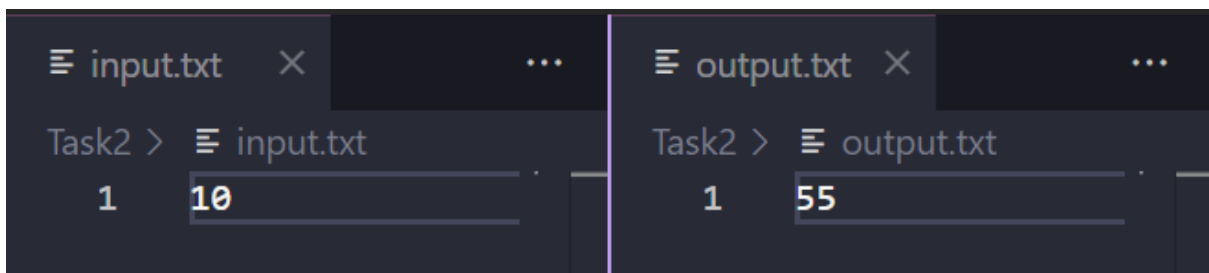 input.txt
Task2 > input.txt
1 10
output.txt
Task2 > output.txt
1 55